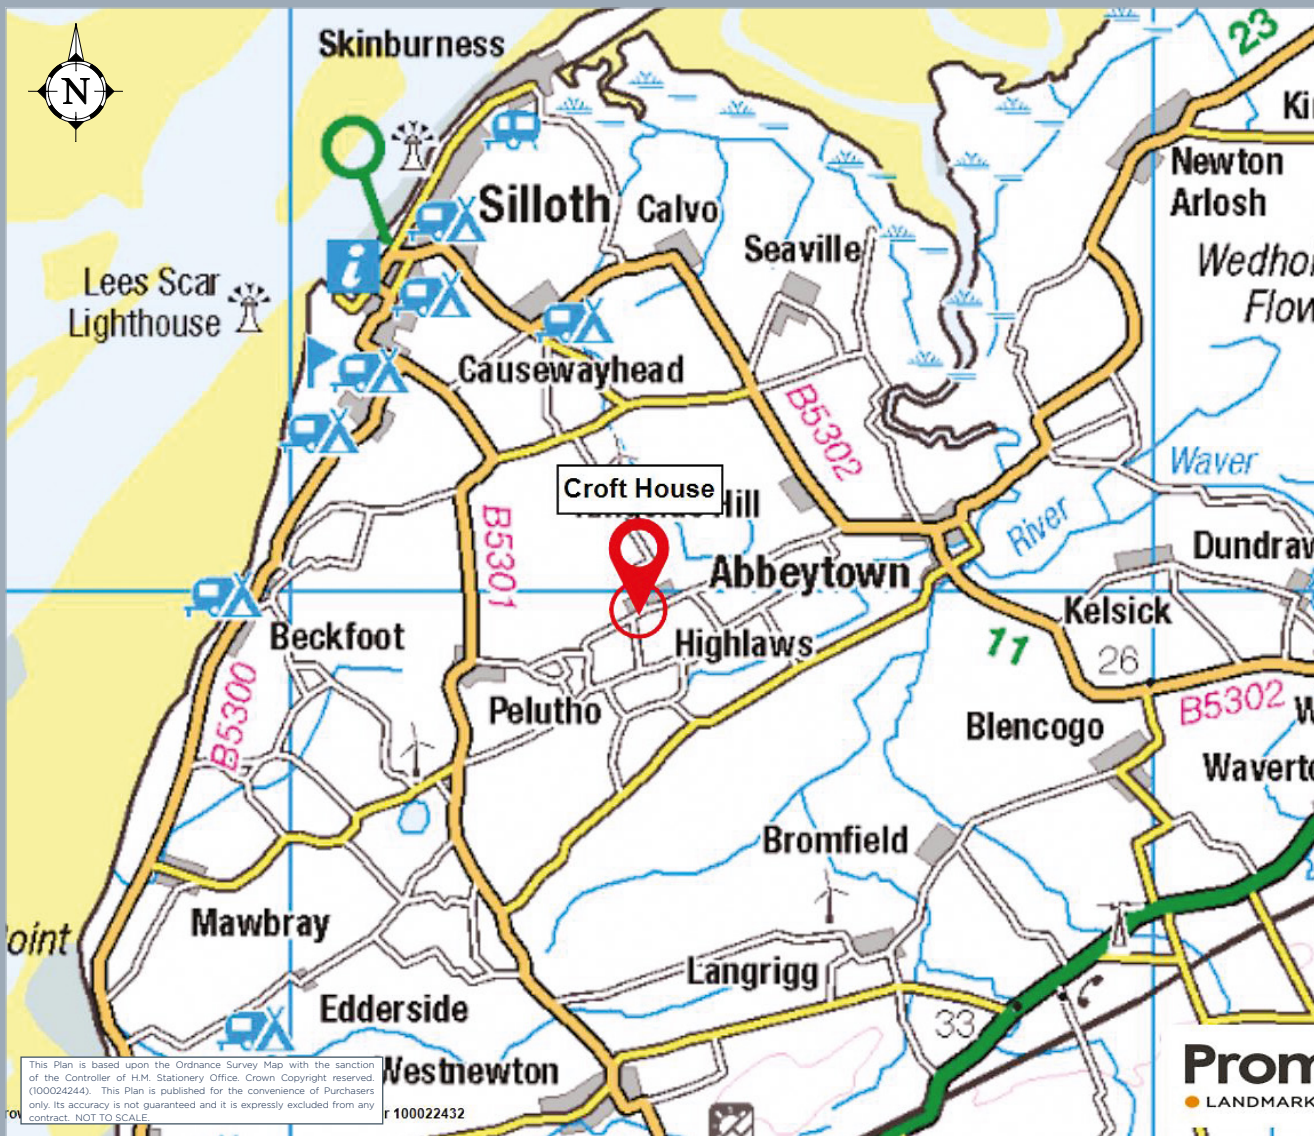 23
Skinburness
N
Ki
Newton
Arlosh
Silloth
Calvo
Seaville
Lees Scar
Lighthouse
i
Causewayhead
B5302
Waver
Croft House
Hill
B5301
River
Abbeytown
Dundraw
Beckfoot
Highlaws
Kelsick
11
26
B5300
Pelutho
B5302
W
Blencogo
Waverto
Bromfield
Mawbray
oint
Langrigg
Edderside
33
Westnewton
This Plan is based upon the Ordnance Survey Map with the sanction
of the Controller of H.M. Stationery Office. Crown Copyright reserved.
(100024244). This Plan is published for the convenience of Purchasers
only. Its accuracy is not guaranteed and it is expressly excluded from any
contract. NOT TO SCALE.
r 100022432
Prom
LANDMARK